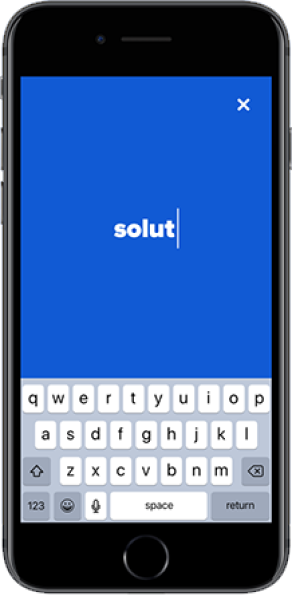 solut
q w e r t y u i o p
a s d f g h j k l
z x c v b n m
123 space return